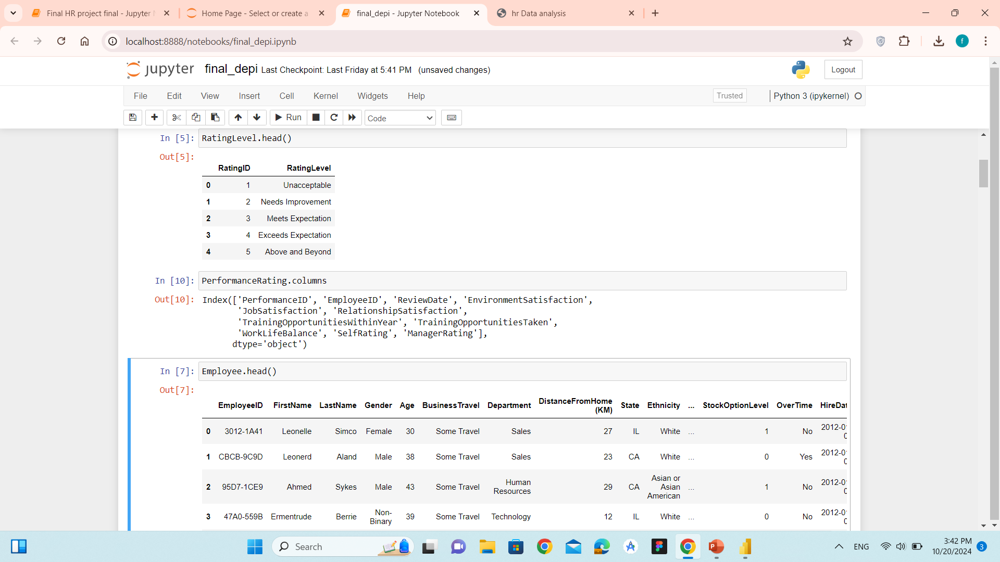 Final HR project final - Jupyter N
Home Page - Select or create a
final_depi - Jupyter Notebook
hr Data analysis
localhost:8888/notebooks/final_depi.ipynb
f
jupyter final_depi Last Checkpoint: Last Friday at 5:41 PM (unsaved changes)
Logout
File Edit View Insert Cell Kernel Widgets Help
Trusted
Python 3 (ipykernel)
Run
Code
In [5]: RatingLevel.head()
Out[5]:
RatingID RatingLevel
0 1 Unacceptable
1 2 Needs Improvement
2 3 Meets Expectation
3 4 Exceeds Expectation
4 5 Above and Beyond
In [10]: PerformanceRating.columns
Out[10]: Index(['PerformanceID', 'EmployeeID', 'ReviewDate', 'EnvironmentSatisfaction',
'JobSatisfaction', 'RelationshipSatisfaction',
'TrainingOpportunitiesWithinYear', 'TrainingOpportunitiesTaken',
'WorkLifeBalance', 'SelfRating', 'ManagerRating'],
dtype='object')
In [7]: Employee.head()
Out[7]:
EmployeeID FirstName LastName Gender Age BusinessTravel Department DistanceFromHome (KM) State Ethnicity ... StockOptionLevel OverTime HireDat
0 3012-1A41 Leonelle Simco Female 30 Some Travel Sales 27 IL White ... 1 No 2012-0
1 CBCB-9C9D Leonerd Aland Male 38 Some Travel Sales 23 CA White ... 0 Yes 2012-0
2 95D7-1CE9 Ahmed Sykes Male 43 Some Travel Human Resources 29 CA Asian or Asian American ... 1 No 2012-0
3 47A0-559B Ermentrude Berrie Non-Binary 39 Some Travel Technology 12 IL White ... 0 No 2012-0
Search
ENG
3:42 PM
10/20/2024
3